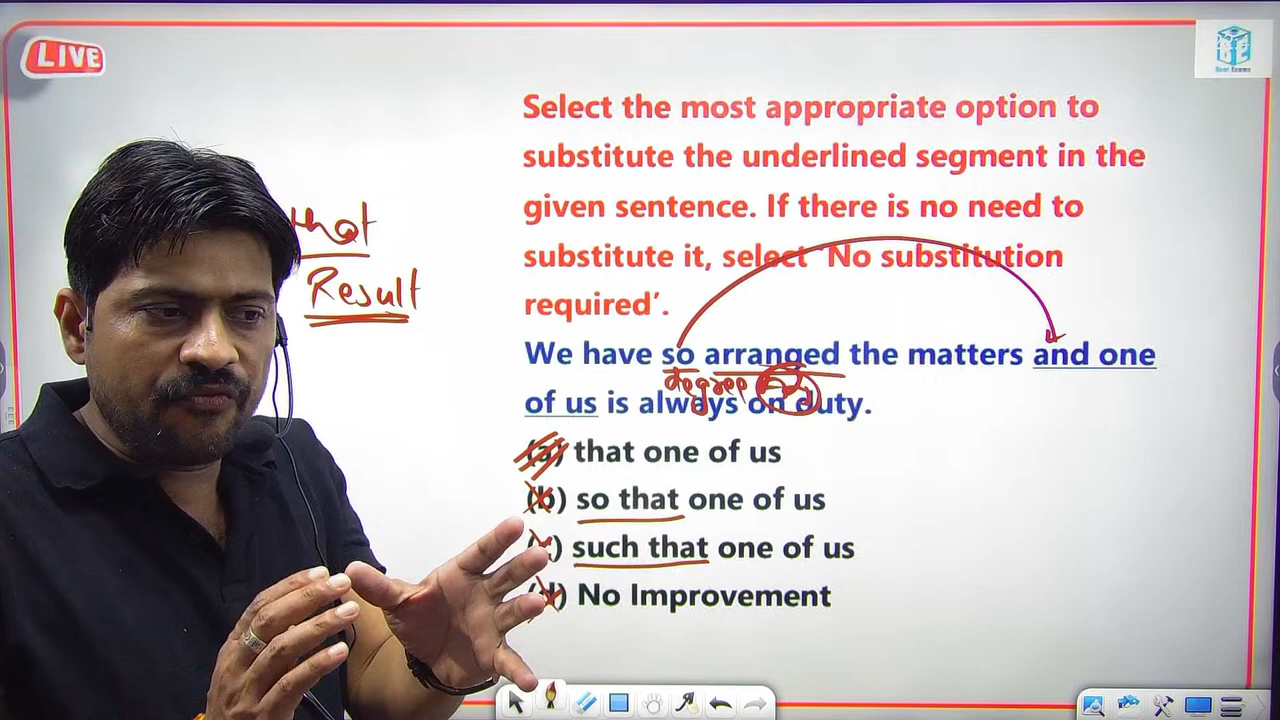 LIVE
Select the most appropriate option to
substitute the underlined segment in the
given sentence. If there is no need to
substitute it, select 'No substitution
required'.
that
Result
We have so arranged the matters and one
degree
of us is always on duty.
(a) that one of us
(b) so that one of us
(c) such that one of us
(d) No Improvement